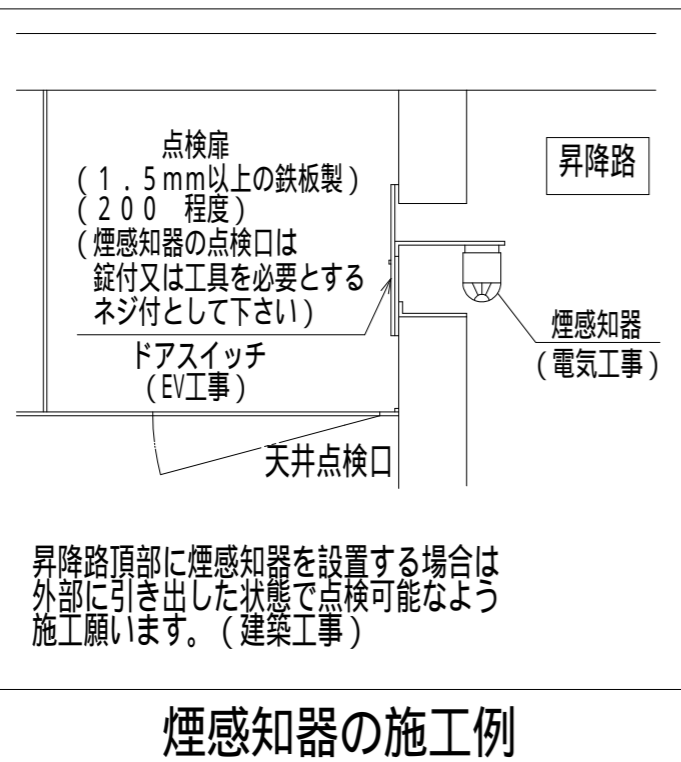 点検扉
(1.5mm以上の鉄板製)
(200 程度)
(煙感知器の点検口は
錠付又は工具を必要とする
ネジ付として下さい)
ドアスイッチ
(EV工事)
天井点検口
昇降路
煙感知器
(電気工事)
昇降路頂部に煙感知器を設置する場合は
外部に引き出した状態で点検可能なよう
施工願います。(建築工事)
煙感知器の施工例